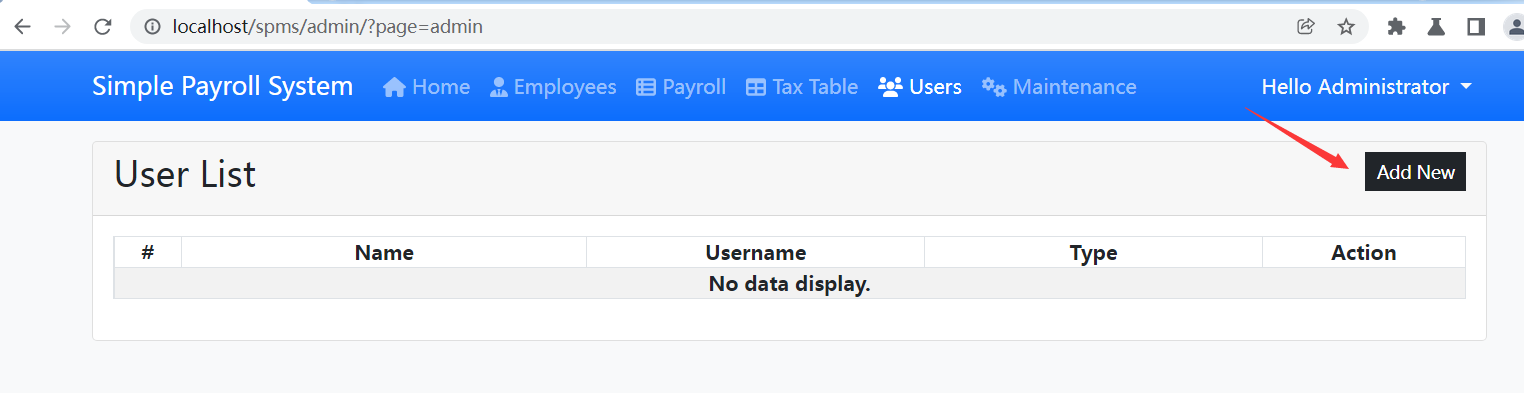 localhost/spms/admin/?page=admin
Simple Payroll System Home Employees Payroll Tax Table Users Maintenance Hello Administrator
User List Add New
# Name Username Type Action
No data display.